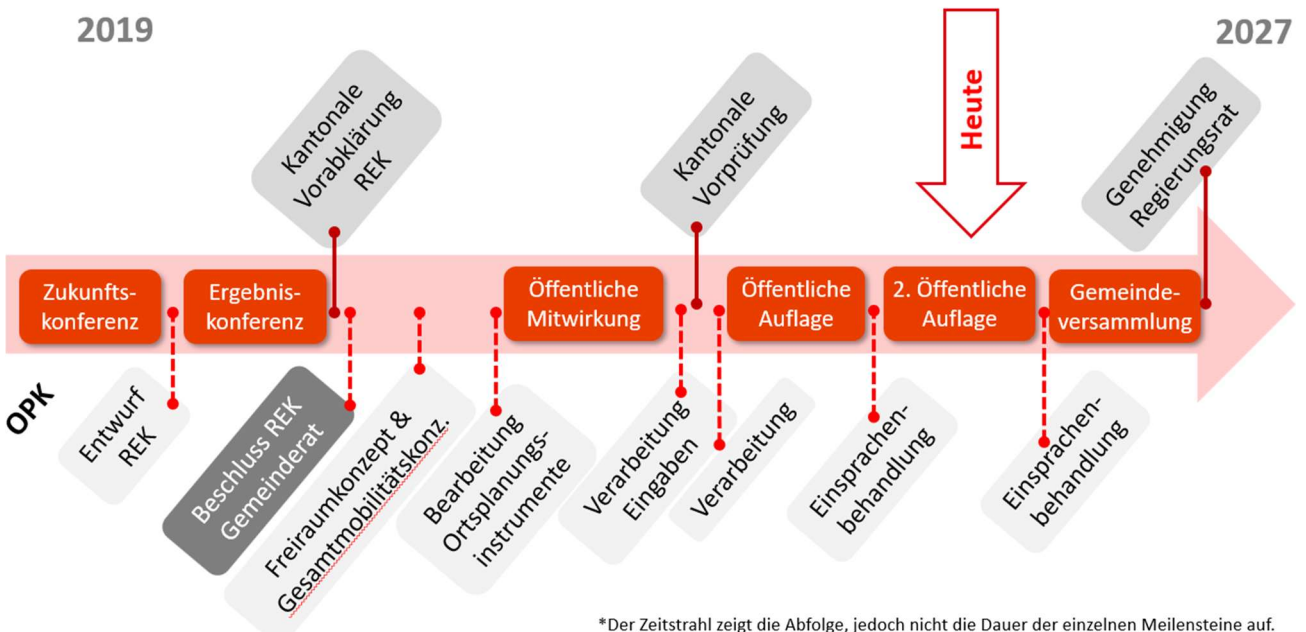 2019
2027
Heute
Kantonale
Vorabklärung
REK
Kantonale
Vorprüfung
Genehmigung
Regierungsrat
Zukunfts-
konferenz
Ergebnis-
konferenz
Öffentliche
Mitwirkung
Öffentliche
Auflage
2. Öffentliche
Auflage
Gemeinde-
versammlung
OPK
Entwurf
REK
Beschluss REK
Gemeinderat
Freiraumkonzept &
Gesamtmobilitätskonz.
Bearbeitung
Ortsplanungs-
instrumente
Verarbeitung
Eingaben
Verarbeitung
Einsprachen-
behandlung
Einsprachen-
behandlung
*Der Zeitstrahl zeigt die Abfolge, jedoch nicht die Dauer der einzelnen Meilensteine auf.